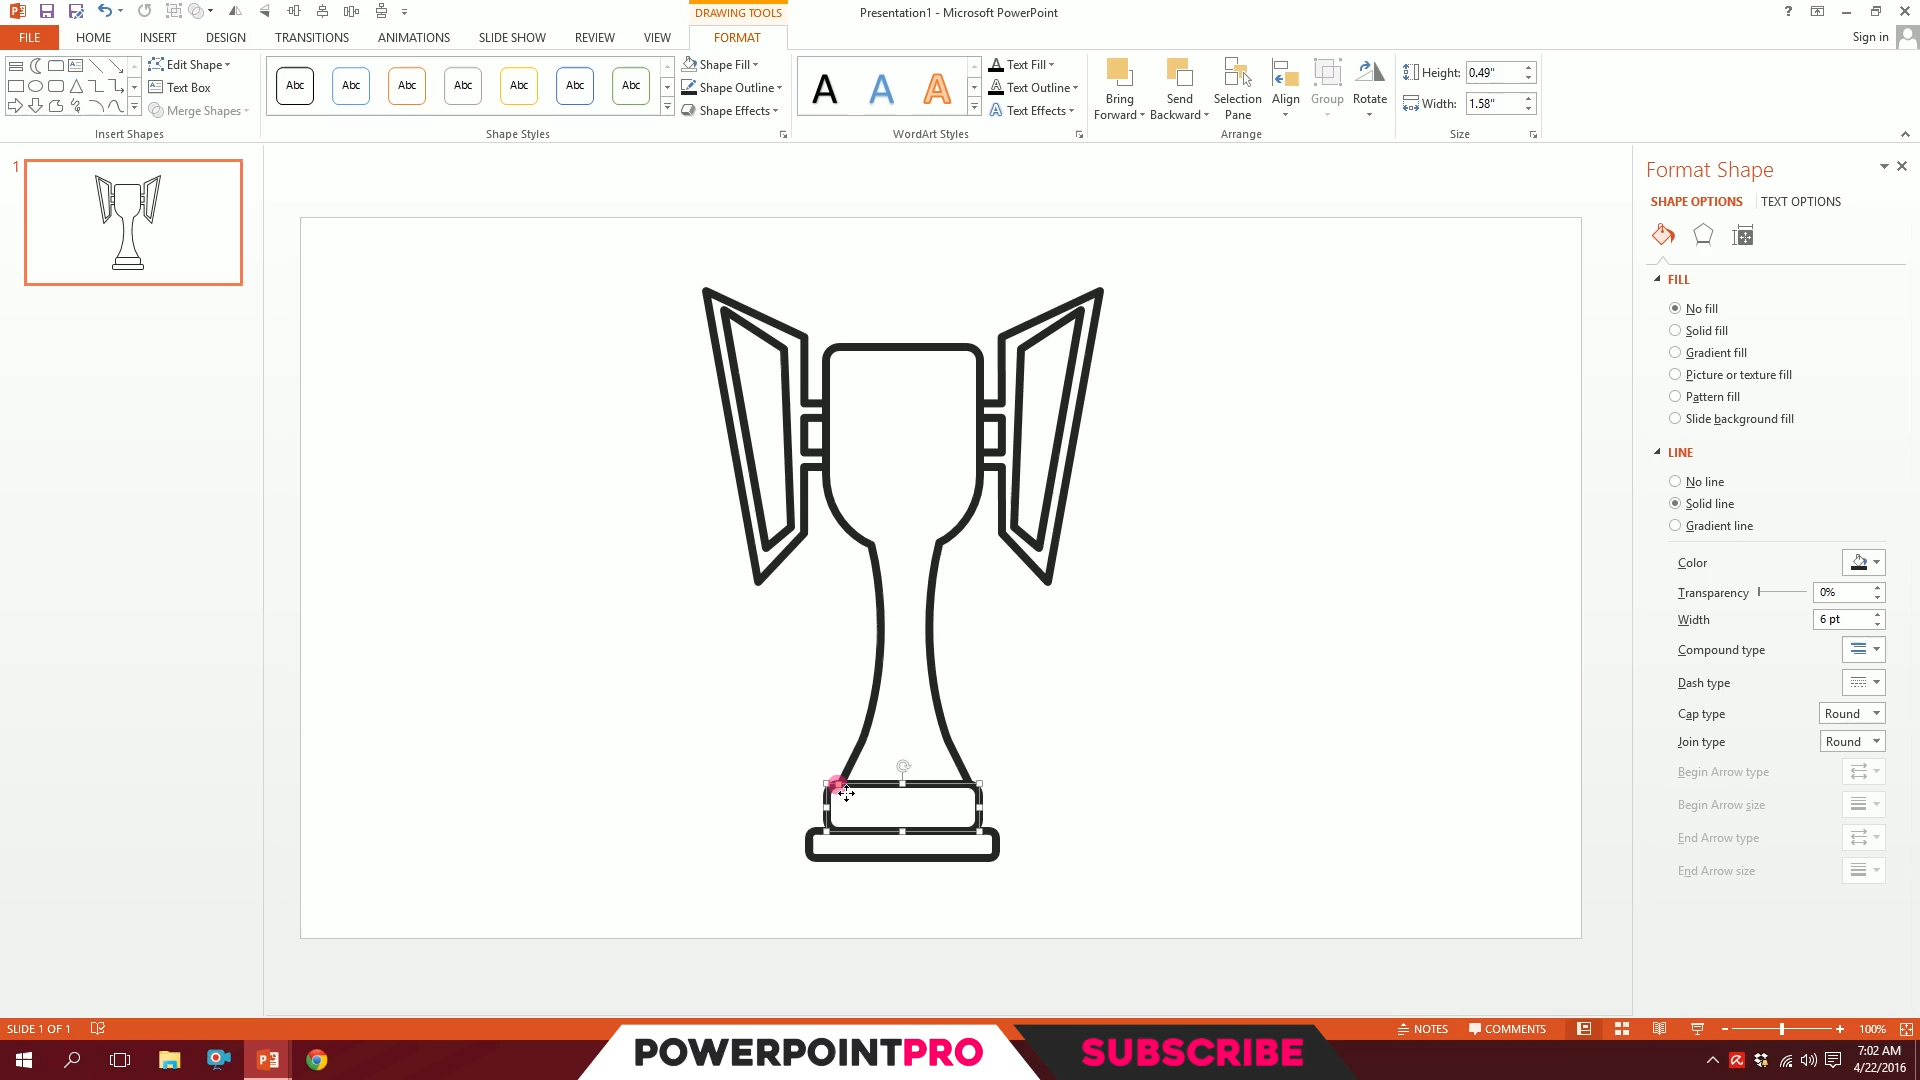 DRAWING TOOLS
Presentation1 - Microsoft PowerPoint
?
FILE
HOME
INSERT
DESIGN
TRANSITIONS
ANIMATIONS
SLIDE SHOW
REVIEW
VIEW
FORMAT
Sign in
Edit Shape
Text Box
Merge Shapes
Insert Shapes
Abc
Abc
Abc
Abc
Abc
Abc
Abc
Shape Fill
Shape Outline
Shape Effects
Shape Styles
A
A
A
A Text Fill
A Text Outline
A Text Effects
WordArt Styles
Bring
Forward
Send
Backward
Selection
Pane
Align
Group
Rotate
Arrange
Height: 0.49"
Width: 1.58"
Size
1
Format Shape
SHAPE OPTIONS
TEXT OPTIONS
FILL
No fill
Solid fill
Gradient fill
Picture or texture fill
Pattern fill
Slide background fill
LINE
No line
Solid line
Gradient line
Color
Transparency 0%
Width 6 pt
Compound type
Dash type
Cap type Round
Join type Round
Begin Arrow type
Begin Arrow size
End Arrow type
End Arrow size
SLIDE 1 OF 1
NOTES
COMMENTS
100%
POWERPOINTPRO
SUBSCRIBE
7:02 AM
4/22/2016